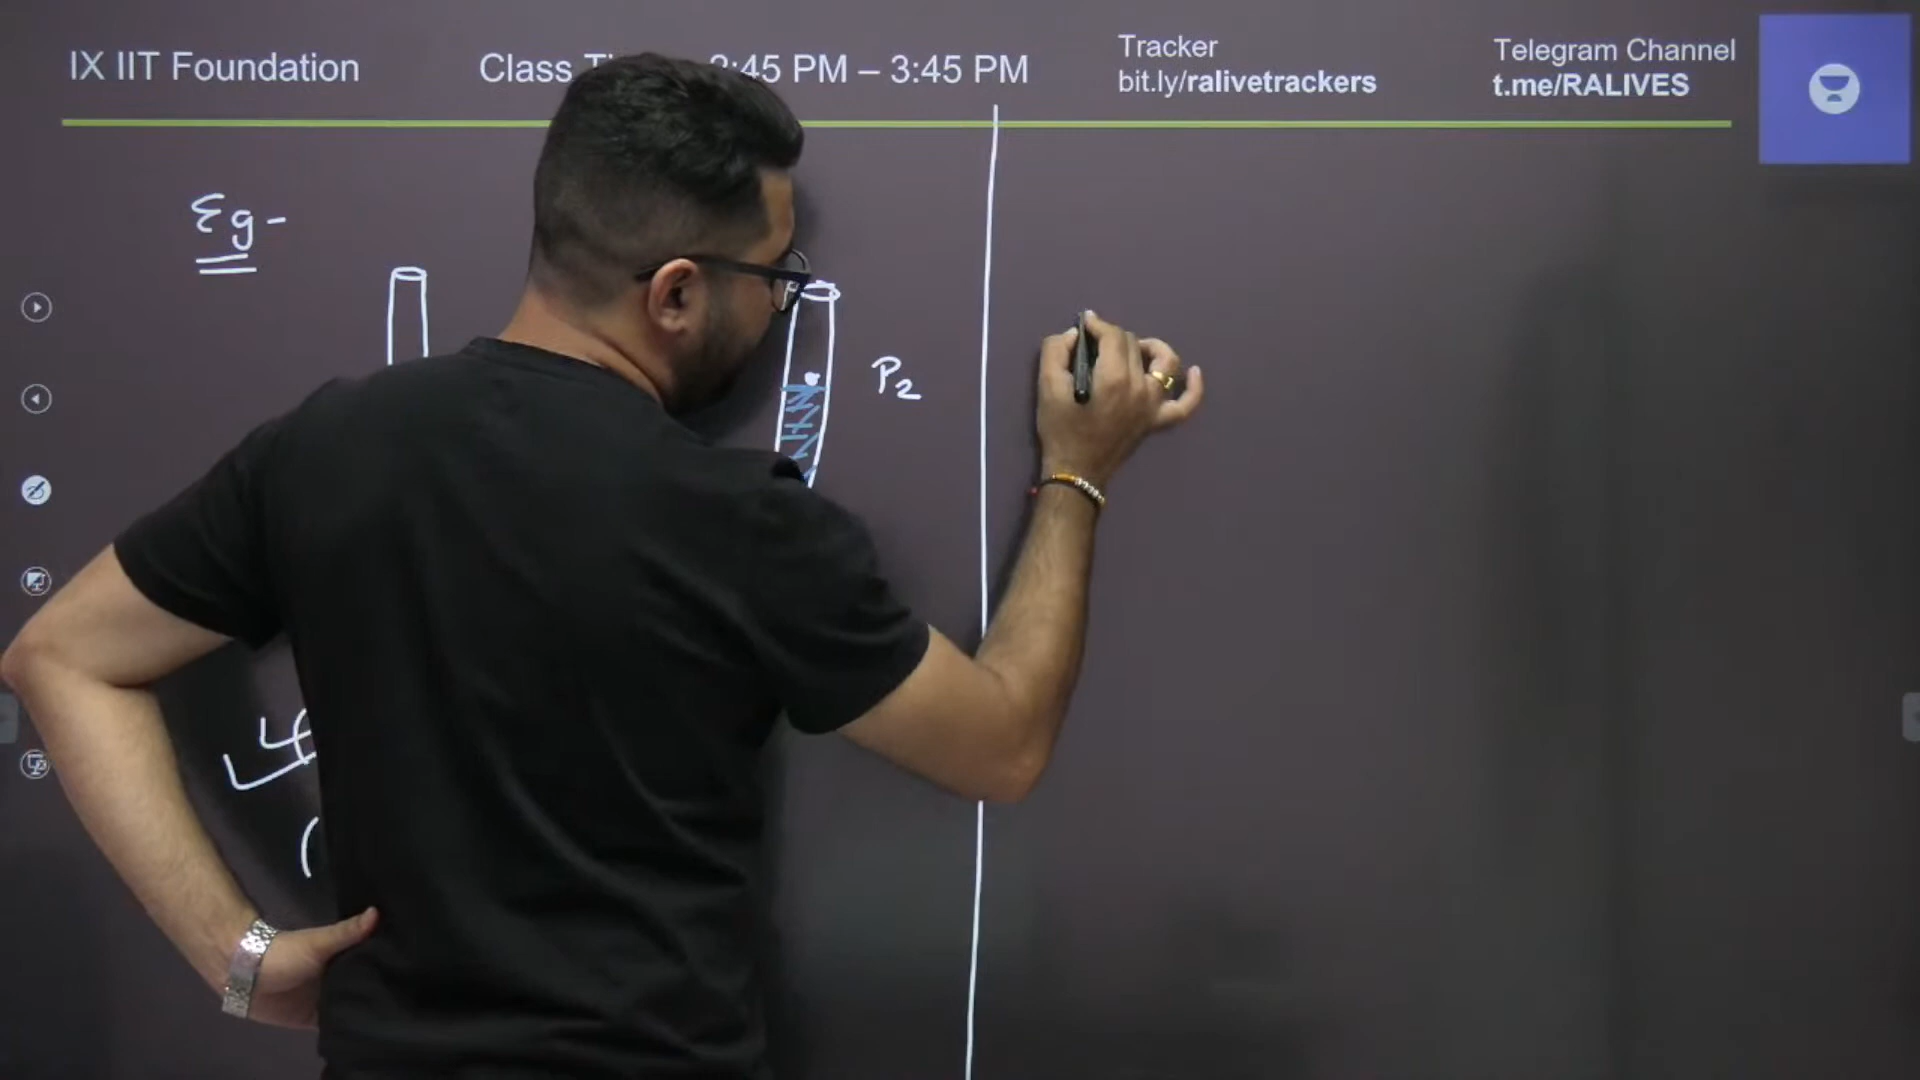 IX IIT Foundation
Class 2:45 PM – 3:45 PM
Tracker
bit.ly/ralivetrackers
Telegram Channel
t.me/RALIVES
Eg-
P2